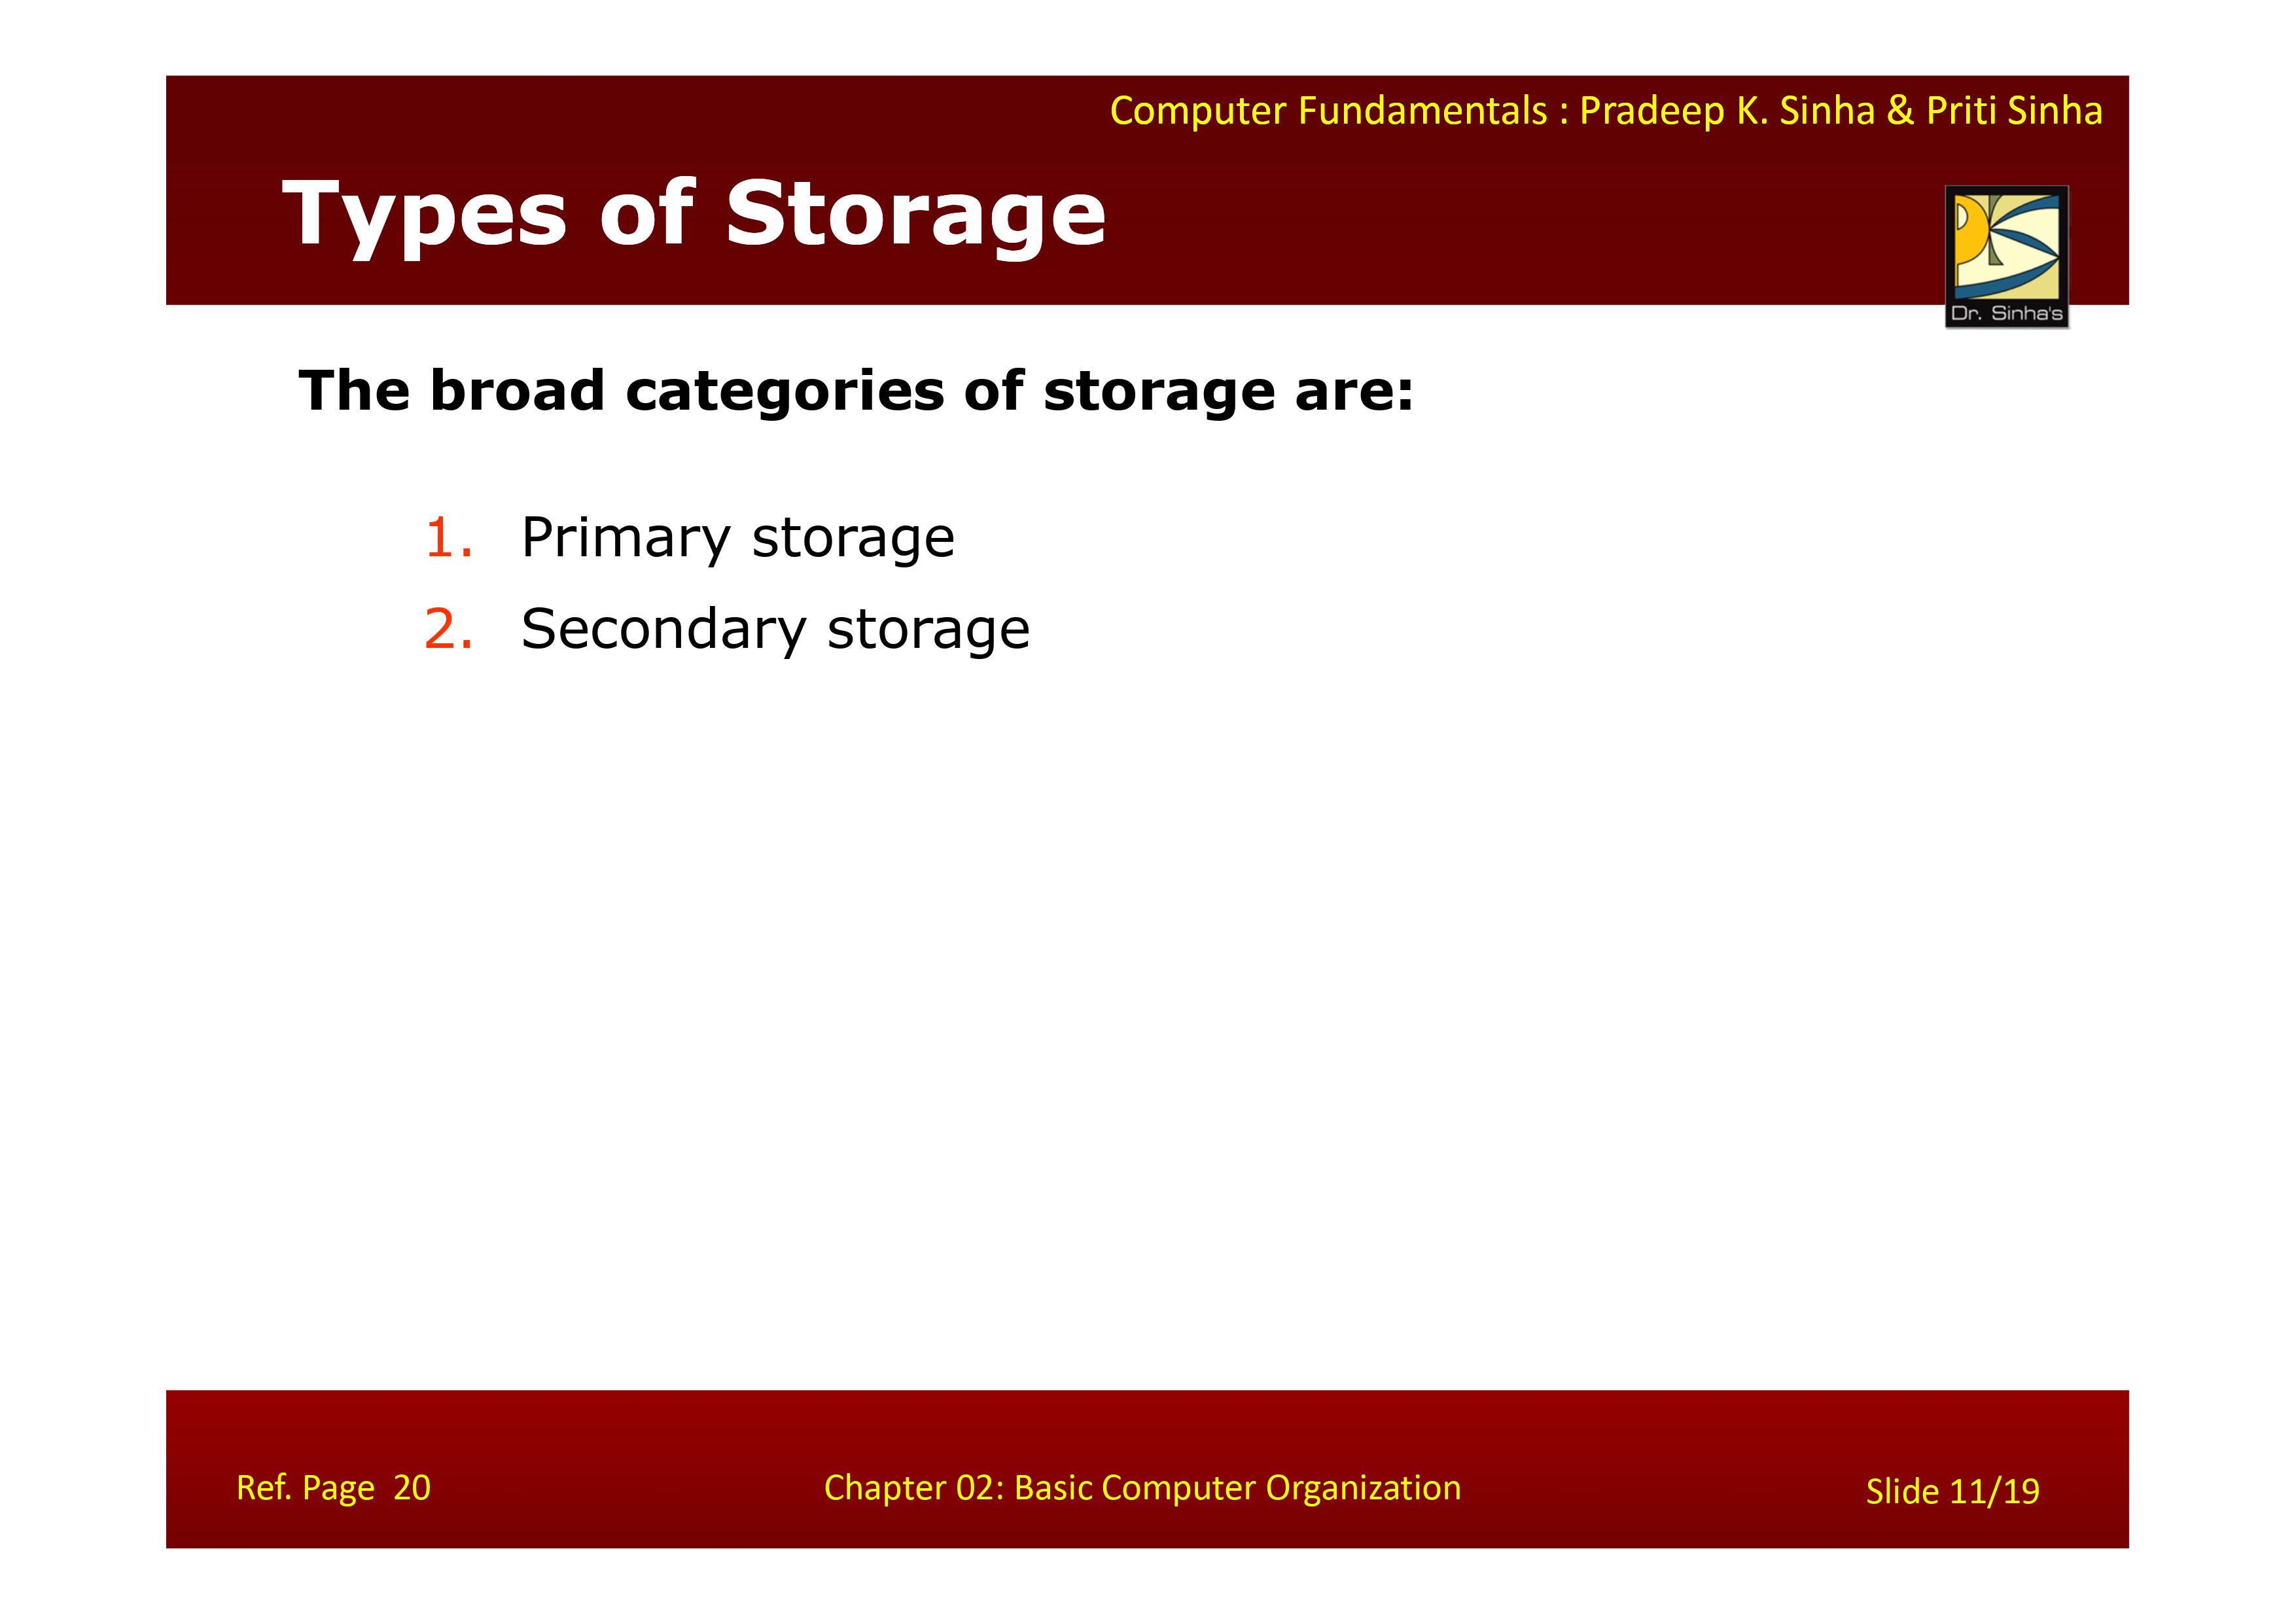 Computer Fundamentals : Pradeep K. Sinha & Priti Sinha
Types of Storage
Dr. Sinha's
The broad categories of storage are:
1. Primary storage
2. Secondary storage
Ref. Page 20
Chapter 02: Basic Computer Organization
Slide 11/19